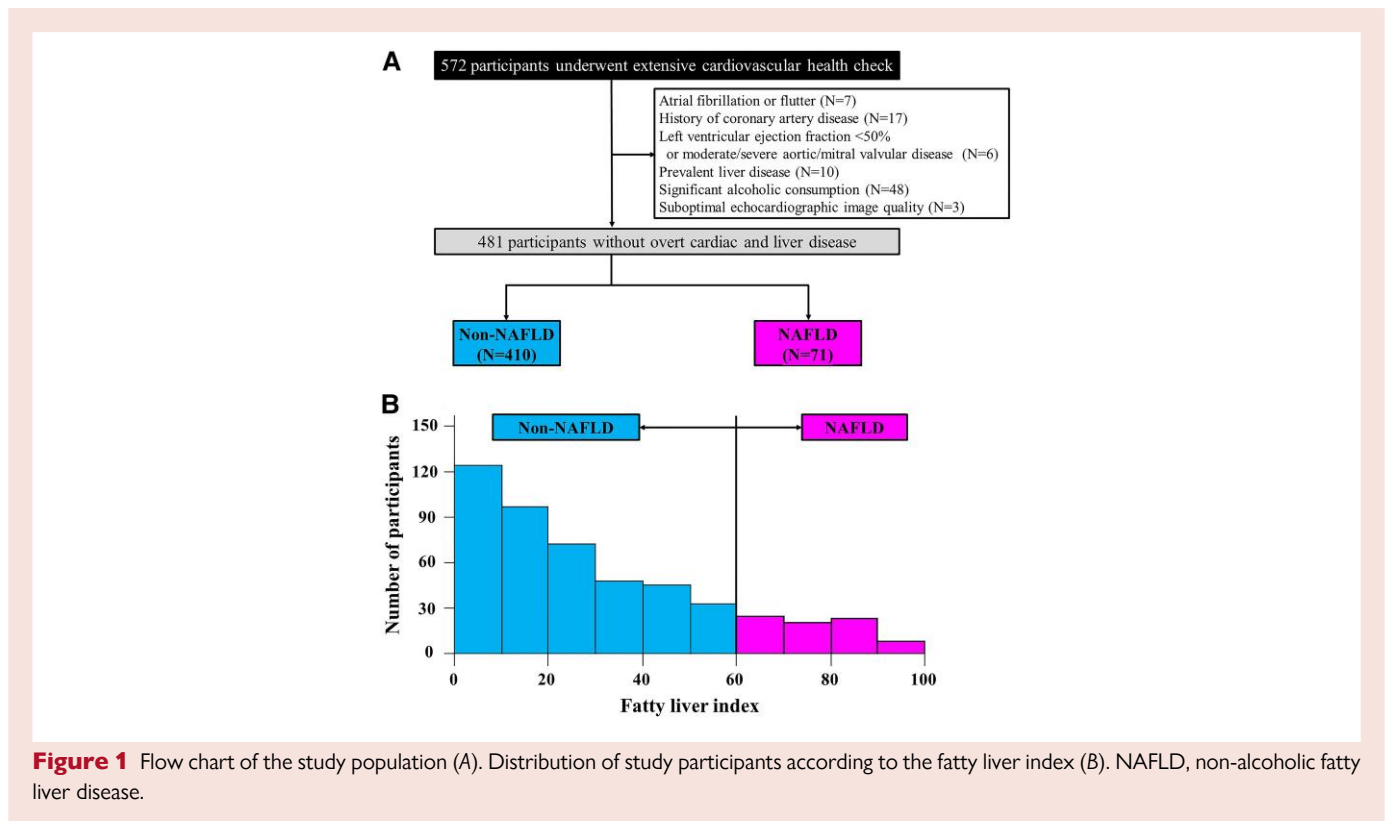 A
572 participants underwent extensive cardiovascular health check
Atrial fibrillation or flutter (N=7)
History of coronary artery disease (N=17)
Left ventricular ejection fraction <50%
or moderate/severe aortic/mitral valvular disease (N=6)
Prevalent liver disease (N=10)
Significant alcoholic consumption (N=48)
Suboptimal echocardiographic image quality (N=3)
481 participants without overt cardiac and liver disease
Non-NAFLD
(N=410)
NAFLD
(N=71)
B
Number of participants
150
120
90
60
30
0
Non-NAFLD
NAFLD
0 20 40 60 80 100
Fatty liver index
Figure 1 Flow chart of the study population (A). Distribution of study participants according to the fatty liver index (B). NAFLD, non-alcoholic fatty
liver disease.